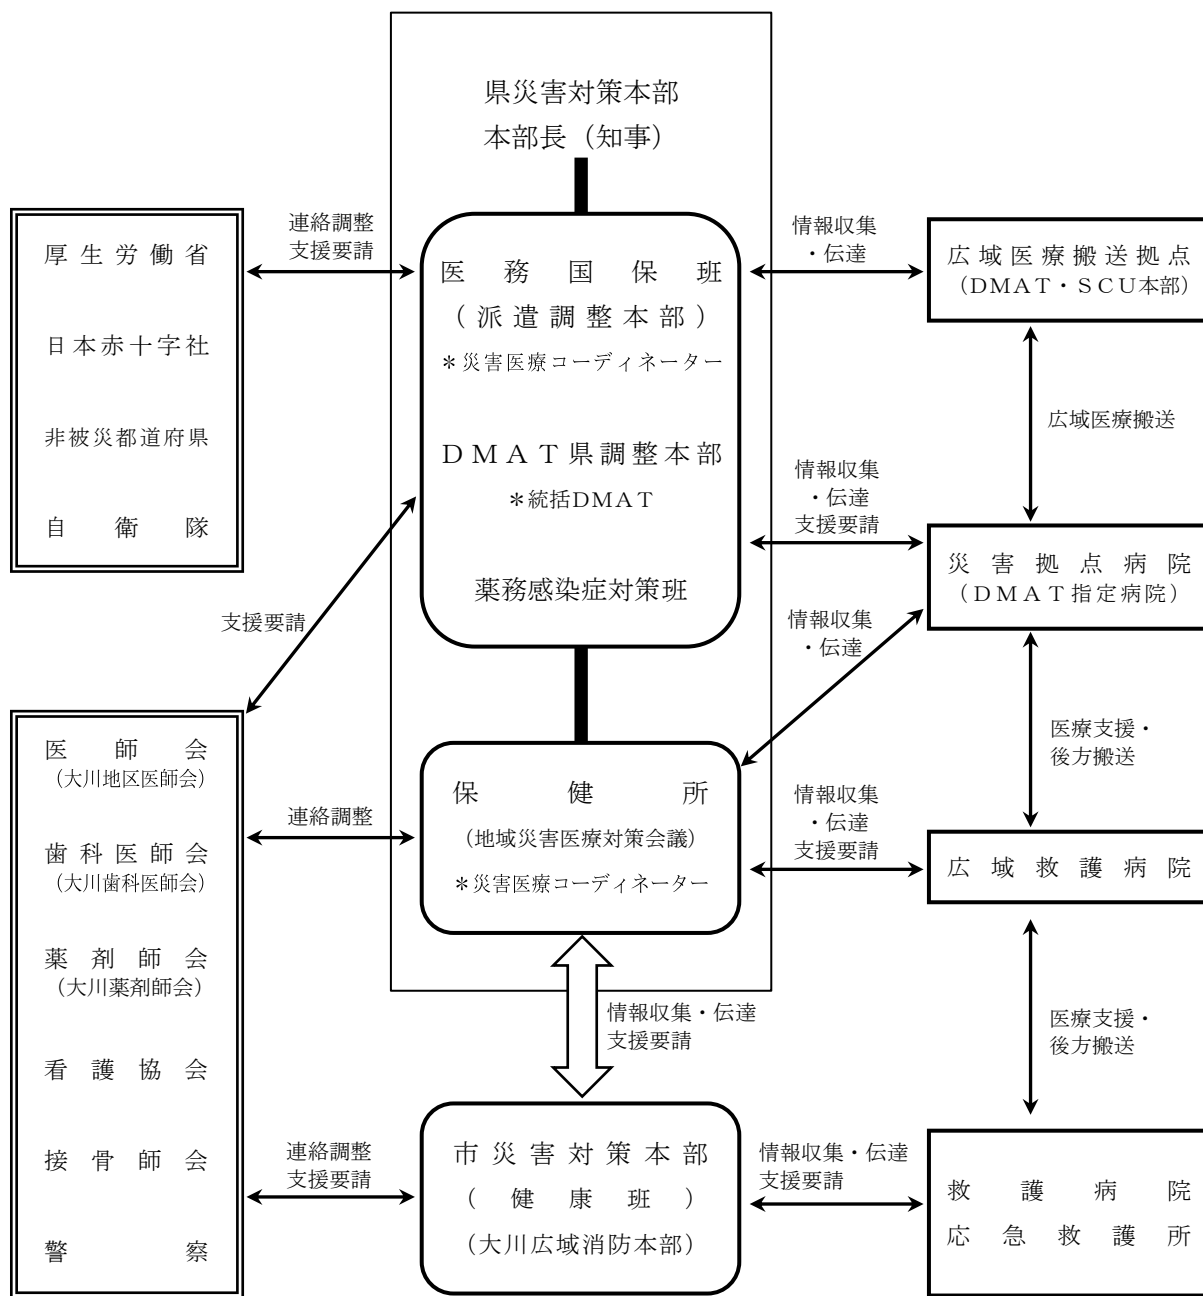 県災害対策本部
本部長（知事）
連絡調整
支援要請
情報収集
・伝達
厚生労働省
日本赤十字社
非被災都道府県
自衛隊
医務国保班
（派遣調整本部）
＊災害医療コーディネーター
DMAT県調整本部
＊統括DMAT
薬務感染症対策班
広域医療搬送拠点
（DMAT・SCU本部）
広域医療搬送
情報収集
・伝達
支援要請
災害拠点病院
（DMAT指定病院）
支援要請
情報収集
・伝達
医師会
（大川地区医師会）
歯科医師会
（大川歯科医師会）
薬剤師会
（大川薬剤師会）
看護協会
接骨師会
警察
連絡調整
保健所
（地域災害医療対策会議）
＊災害医療コーディネーター
医療支援・
後方搬送
情報収集
・伝達
支援要請
広域救護病院
情報収集・伝達
支援要請
医療支援・
後方搬送
連絡調整
支援要請
市災害対策本部
（健康班）
（大川広域消防本部）
情報収集・伝達
支援要請
救護病院
応急救護所